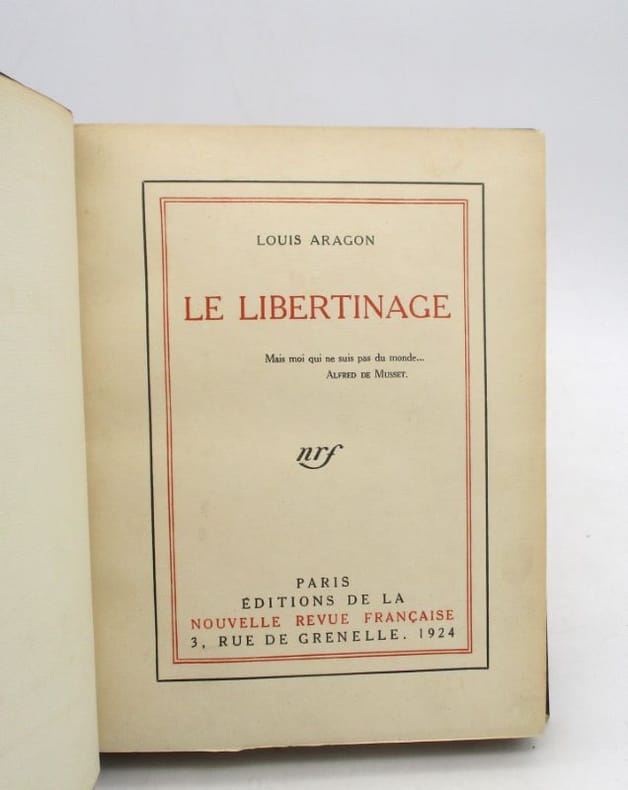 LOUIS ARAGON
LE LIBERTINAGE
Mais moi qui ne suis pas du monde...
ALFRED DE MUSSET.
nrf
PARIS
ÉDITIONS DE LA
NOUVELLE REVUE FRANÇAISE
3, RUE DE GRENELLE. 1924